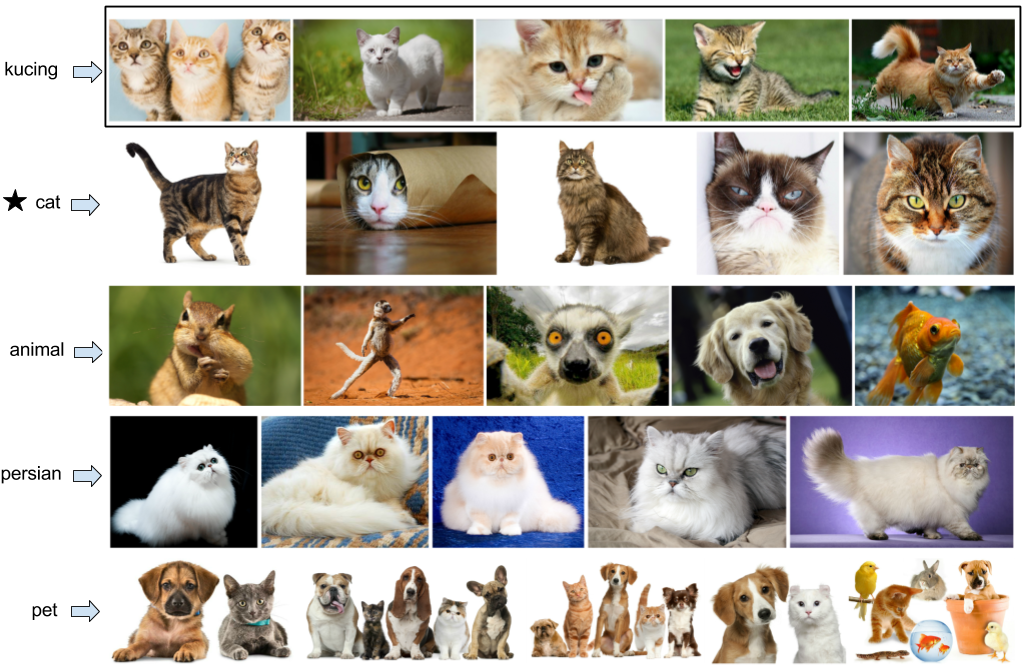 kucing
cat
animal
persian
pet